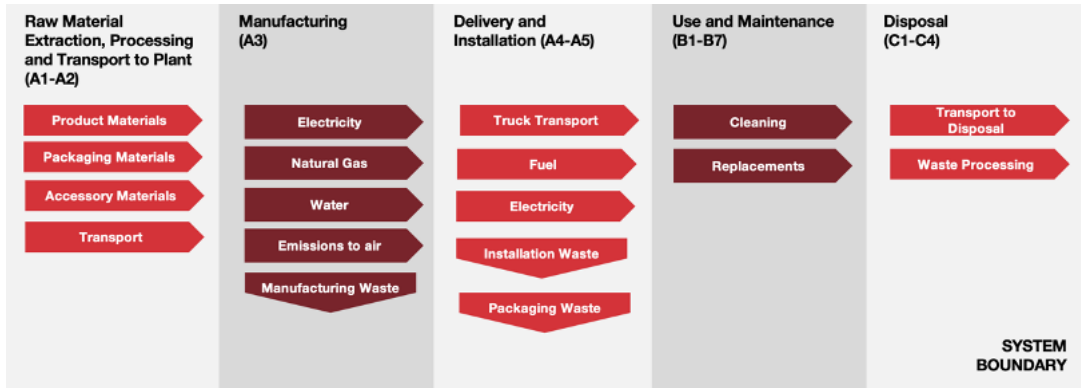 Raw Material
Extraction, Processing
and Transport to Plant
(A1-A2)
Product Materials
Packaging Materials
Accessory Materials
Transport
Manufacturing
(A3)
Electricity
Natural Gas
Water
Emissions to air
Manufacturing Waste
Delivery and
Installation (A4-A5)
Truck Transport
Fuel
Electricity
Installation Waste
Packaging Waste
Use and Maintenance
(B1-B7)
Cleaning
Replacements
Disposal
(C1-C4)
Transport to
Disposal
Waste Processing
SYSTEM
BOUNDARY